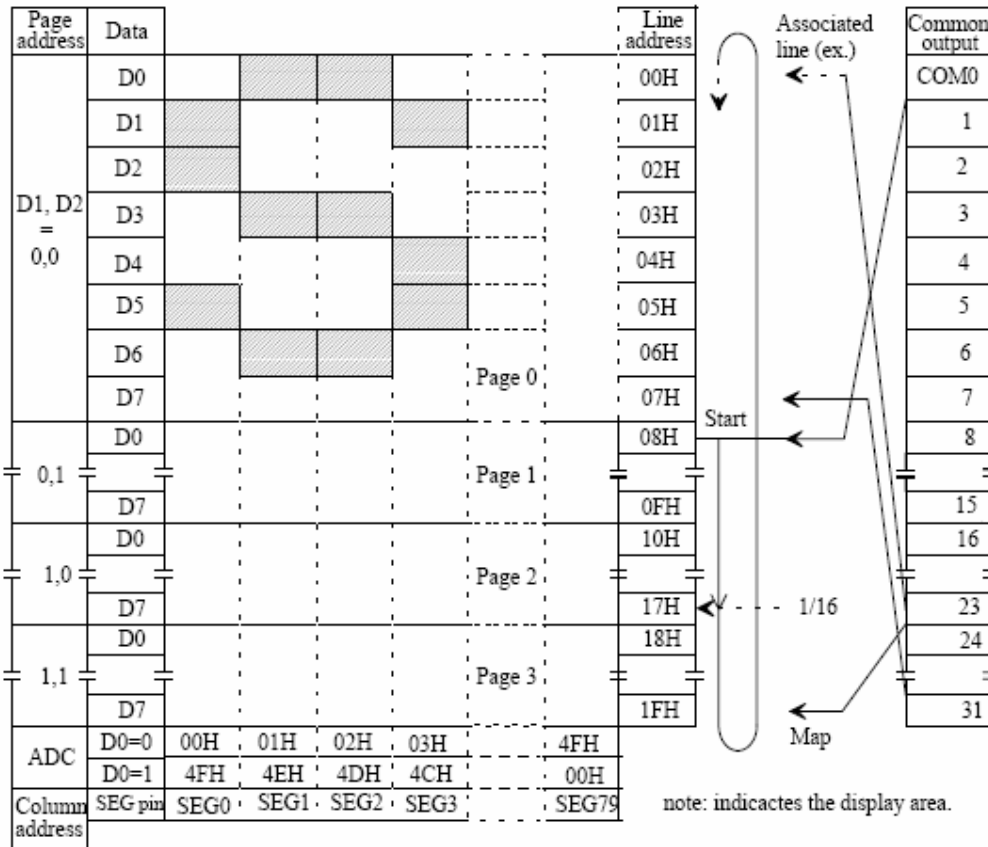 Page address Data Line address Associated line (ex.) Common output
D0 00H COM0
D1 01H 1
D2 02H 2
D1, D2 = 0,0 D3 03H 3
D4 04H 4
D5 05H 5
D6 06H 6
Page 0
D7 07H 7
Start
D0 08H 8
0,1 Page 1
D7 0FH 15
D0 10H 16
1,0 Page 2
D7 17H 1/16 23
D0 18H 24
1,1 Page 3
D7 1FH 31
Map
ADC D0=0 00H 01H 02H 03H 4FH
D0=1 4FH 4EH 4DH 4CH 00H
Column address SEG pin SEG0 SEG1 SEG2 SEG3 SEG79
note: indicactes the display area.